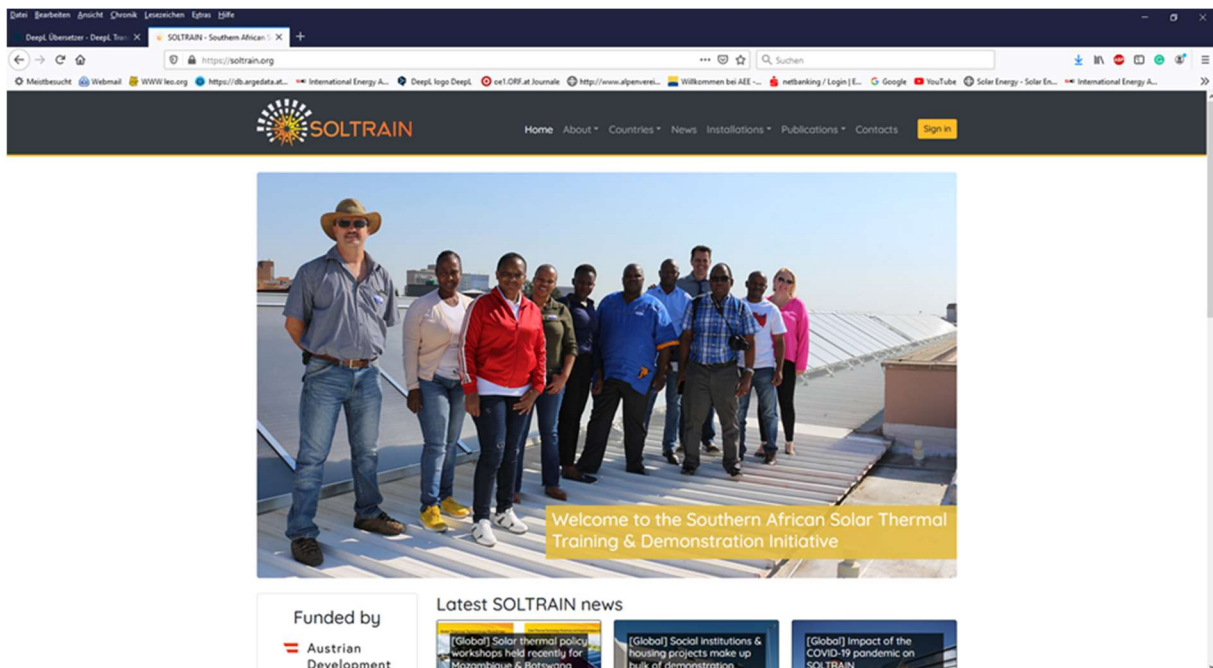 Datei Bearbeiten Ansicht Chronik Lesezeichen Extras Hilfe
DeepL Übersetzer - DeepL Trans
SOLTRAIN - Southern African S
https://soltrain.org
Suchen
Meistbesucht Webmail WWW leo.org https://db.argedata.at... International Energy A... DeepL logo DeepL oe1.ORF.at Journale http://www.alpenverei... Willkommen bei AEE -... netbanking / Login | E... Google YouTube Solar Energy - Solar En... International Energy A...
SOLTRAIN
Home About Countries News Installations Publications Contacts Sign in
Welcome to the Southern African Solar Thermal
Training & Demonstration Initiative
Funded by
Austrian
Development
Latest SOLTRAIN news
[Global] Solar thermal policy
workshops held recently for
Mozambique & Botswana
[Global] Social institutions &
housing projects make up
bulk of demonstration
[Global] Impact of the
COVID-19 pandemic on
SOLTRAIN